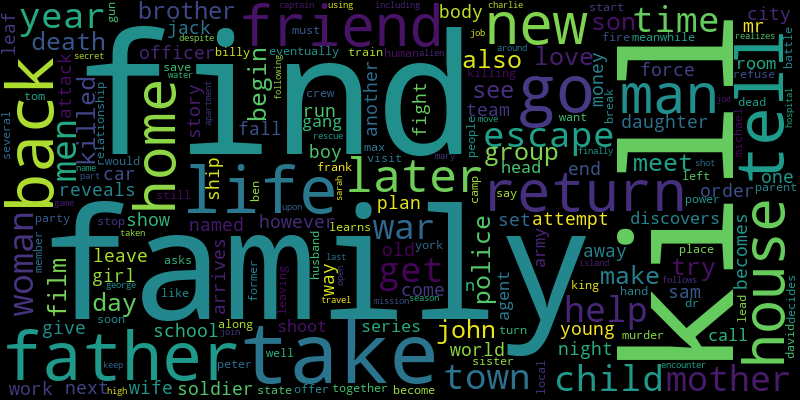 year
brother
friend
new
time
city
son
mr
leaf
death
jack
officer
body
gun
captain
using
including
charlie
start
around
fire
meanwhile
realizes
battle
job
despite
secret
save
water
billy
must
eventually
train
human
alien
killing
also
love
money
force
room
refuse
find
begin
story
another
following
crew
see
team
go
man
tell
back
men
attack
killed
home
apartment
run
gang
fall
fight
escape
people
want
break
daughter
dead
hospital
tom
several
relationship
would
name
part
game
car
reveals
ship
boy
max
visit
rescue
mary
group
head
move
finally
end
meet
shot
left
michael
joe
one
parent
kill
life
later
frank
ben
upon
sarah
plan
camp
return
say
order
power
discovers
woman
member
party
stop
show
still
named
however
learns
war
police
set
attempt
army
away
place
becomes
house
taken
film
leave
girl
asks
arrives
husband
last
york
old
get
way
open
former
family
make
try
king
island
hand
sam
follows
lead
dr
decides
david
george
day
like
leaving
travel
mission
come
season
agent
help
soon
give
school
along
join
shoot
series
john
turn
young
world
sister
night
murder
call
father
take
peter
well
town
local
child
mother
encounter
work
next
high
keep
wife
soldier
state
offer
together
become